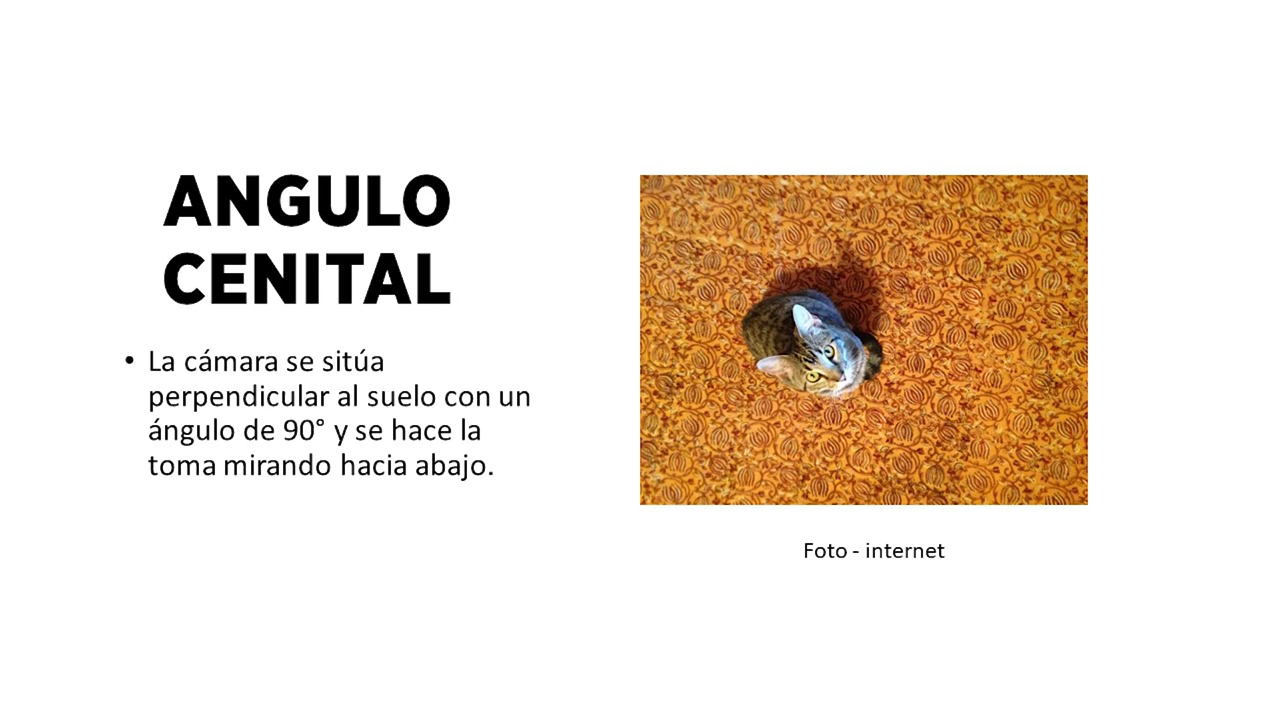 ANGULO
CENITAL
• La cámara se sitúa
perpendicular al suelo con un
ángulo de 90° y se hace la
toma mirando hacia abajo.
Foto - internet